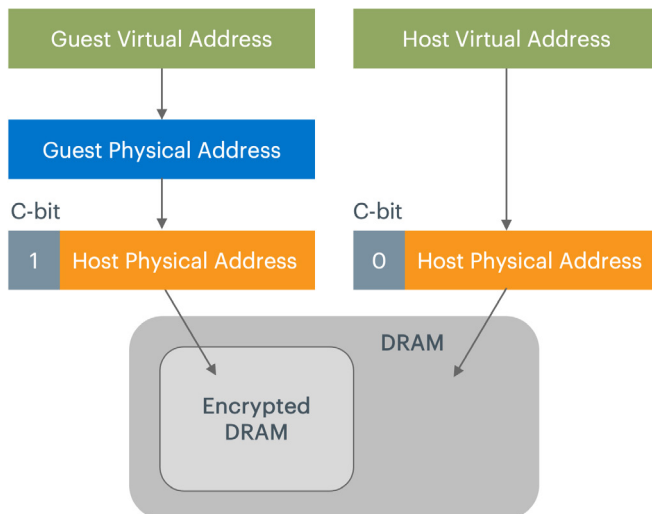 Guest Virtual Address
Host Virtual Address
Guest Physical Address
C-bit
C-bit
1
Host Physical Address
0
Host Physical Address
DRAM
Encrypted
DRAM